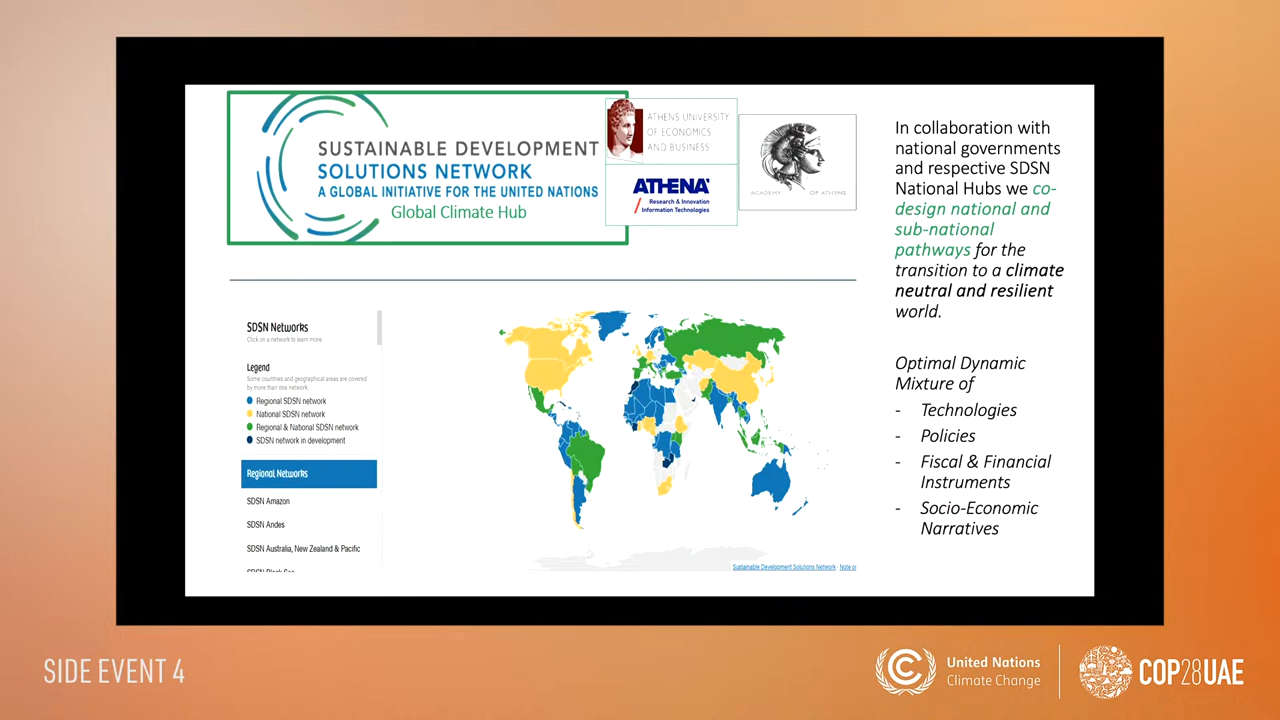 SUSTAINABLE DEVELOPMENT
SOLUTIONS NETWORK
A GLOBAL INITIATIVE FOR THE UNITED NATIONS
Global Climate Hub
ATHENS UNIVERSITY
OF ECONOMICS
AND BUSINESS
ATHENA
Research & Innovation
Information Technologies
ACADEMY OF ATHENS
In collaboration with
national governments
and respective SDSN
National Hubs we co-
design national and
sub-national
pathways for the
transition to a climate
neutral and resilient
world.
Optimal Dynamic
Mixture of
- Technologies
- Policies
- Fiscal & Financial
Instruments
- Socio-Economic
Narratives
SDSN Networks
Click on a network to learn more.
Legend
Some countries and geographical areas are covered
by more than one network.
Regional SDSN network
National SDSN network
Regional & National SDSN network
SDSN network in development
Regional Networks
SDSN Amazon
SDSN Andes
SDSN Australia, New Zealand & Pacific
SDSN Black Sea
Sustainable Development Solutions Network - Note or
SIDE EVENT 4
United Nations
Climate Change
COP28UAE